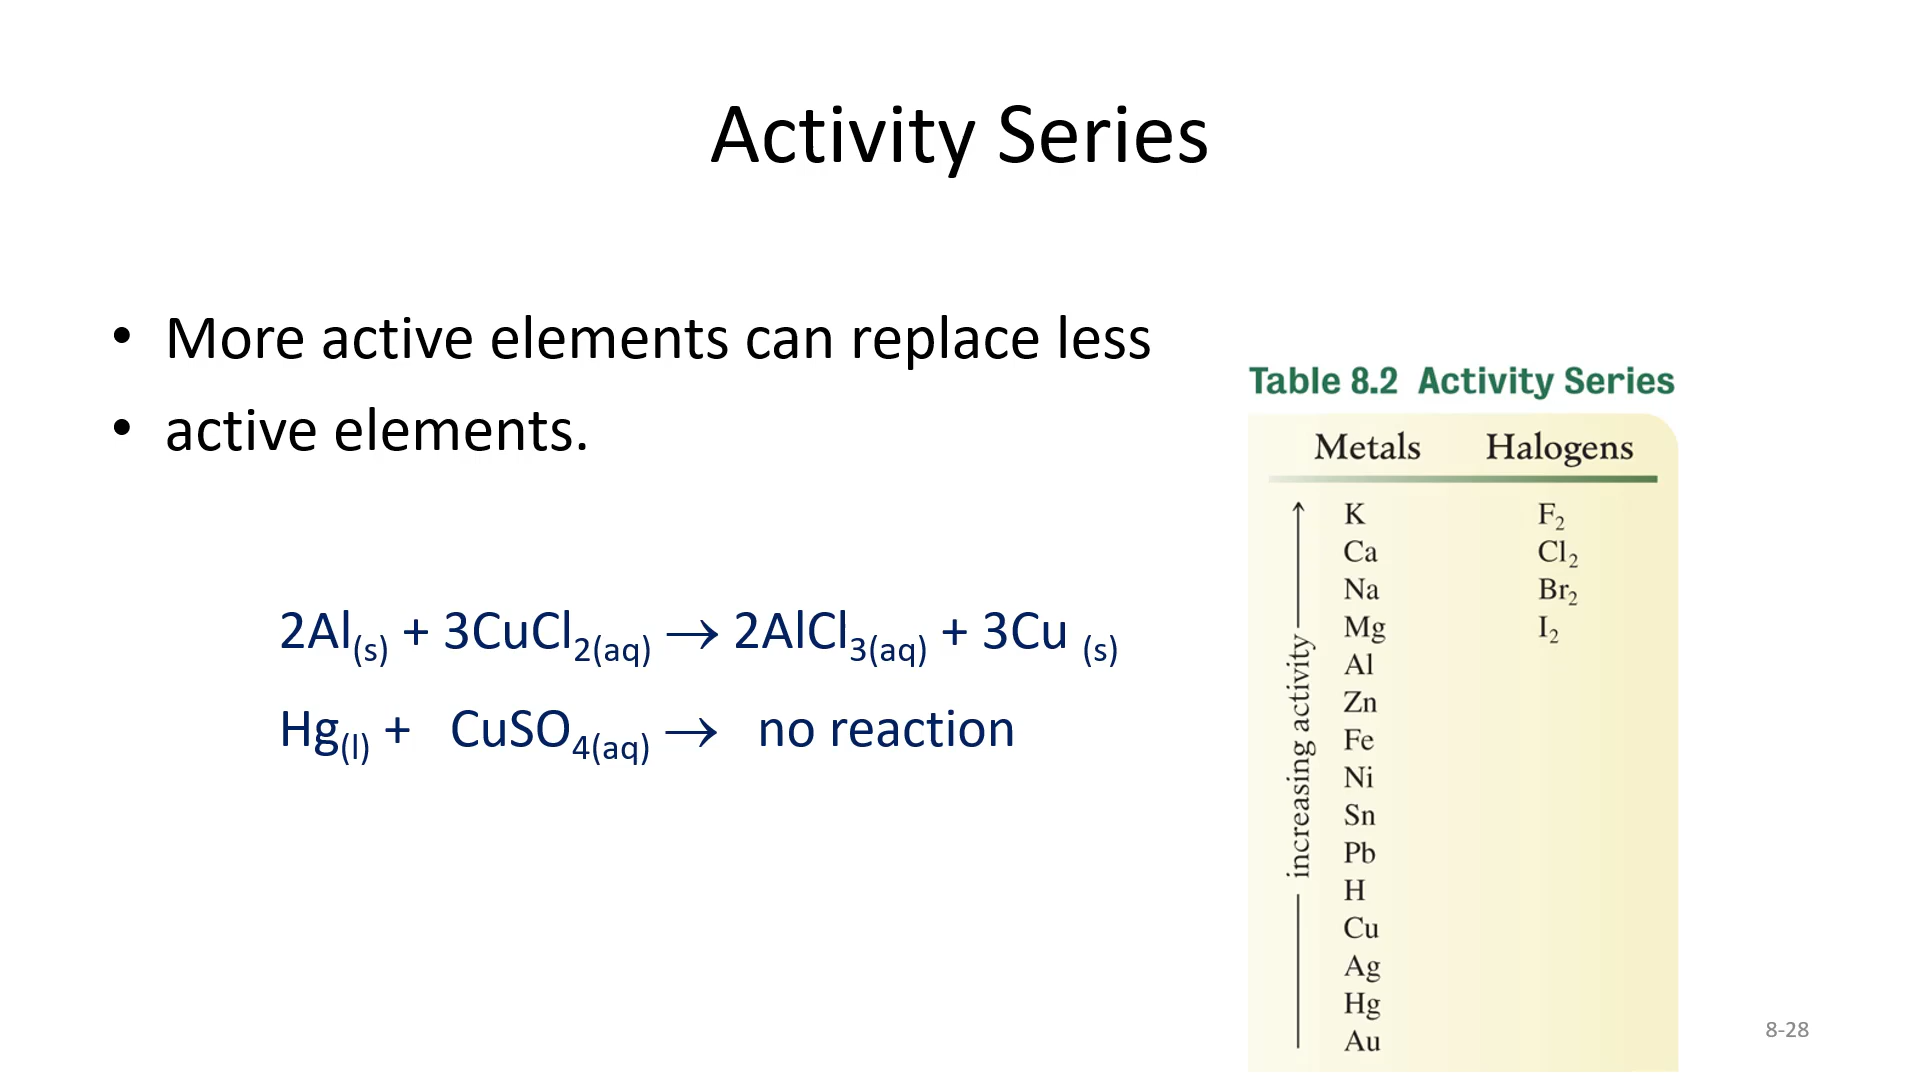 Activity Series
• More active elements can replace less
• active elements.
2Al(s) + 3CuCl2(aq) → 2AlCl3(aq) + 3Cu (s)
Hg(l) + CuSO4(aq) → no reaction
Table 8.2 Activity Series
Metals Halogens
increasing activity
K F2
Ca Cl2
Na Br2
Mg I2
Al
Zn
Fe
Ni
Sn
Pb
H
Cu
Ag
Hg
Au
8-28